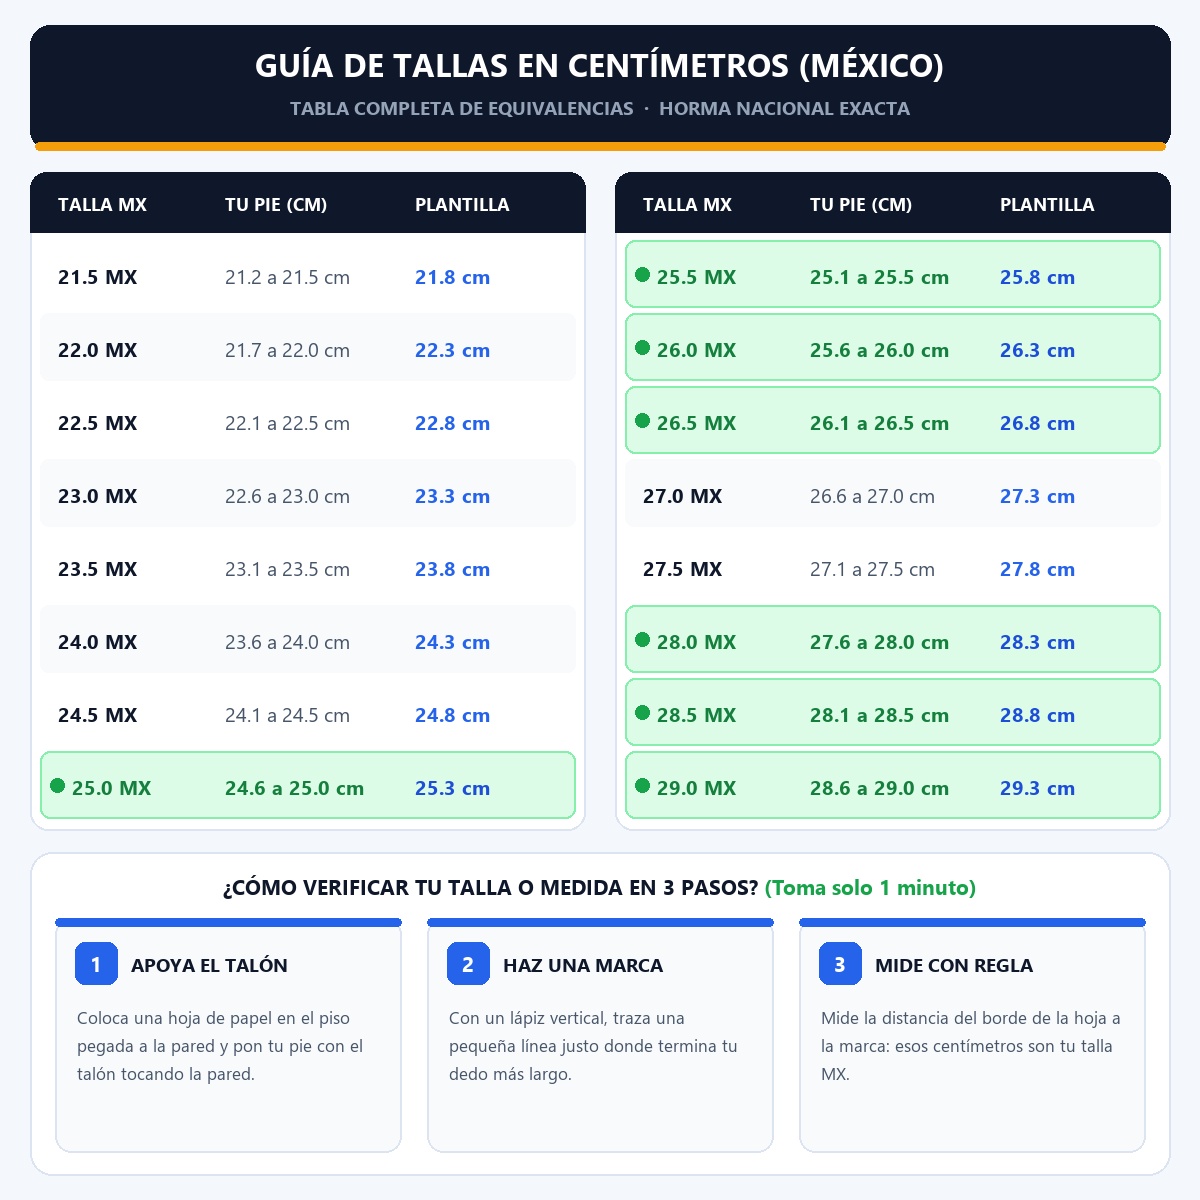 GUÍA DE TALLAS EN CENTÍMETROS (MÉXICO)
TABLA COMPLETA DE EQUIVALENCIAS · HORMA NACIONAL EXACTA
TALLA MX TU PIE (CM) PLANTILLA
21.5 MX 21.2 a 21.5 cm 21.8 cm
22.0 MX 21.7 a 22.0 cm 22.3 cm
22.5 MX 22.1 a 22.5 cm 22.8 cm
23.0 MX 22.6 a 23.0 cm 23.3 cm
23.5 MX 23.1 a 23.5 cm 23.8 cm
24.0 MX 23.6 a 24.0 cm 24.3 cm
24.5 MX 24.1 a 24.5 cm 24.8 cm
25.0 MX 24.6 a 25.0 cm 25.3 cm
TALLA MX TU PIE (CM) PLANTILLA
25.5 MX 25.1 a 25.5 cm 25.8 cm
26.0 MX 25.6 a 26.0 cm 26.3 cm
26.5 MX 26.1 a 26.5 cm 26.8 cm
27.0 MX 26.6 a 27.0 cm 27.3 cm
27.5 MX 27.1 a 27.5 cm 27.8 cm
28.0 MX 27.6 a 28.0 cm 28.3 cm
28.5 MX 28.1 a 28.5 cm 28.8 cm
29.0 MX 28.6 a 29.0 cm 29.3 cm
¿CÓMO VERIFICAR TU TALLA O MEDIDA EN 3 PASOS? (Toma solo 1 minuto)
1 APOYA EL TALÓN
Coloca una hoja de papel en el piso
pegada a la pared y pon tu pie con el
talón tocando la pared.
2 HAZ UNA MARCA
Con un lápiz vertical, traza una
pequeña línea justo donde termina tu
dedo más largo.
3 MIDE CON REGLA
Mide la distancia del borde de la hoja a
la marca: esos centímetros son tu talla
MX.